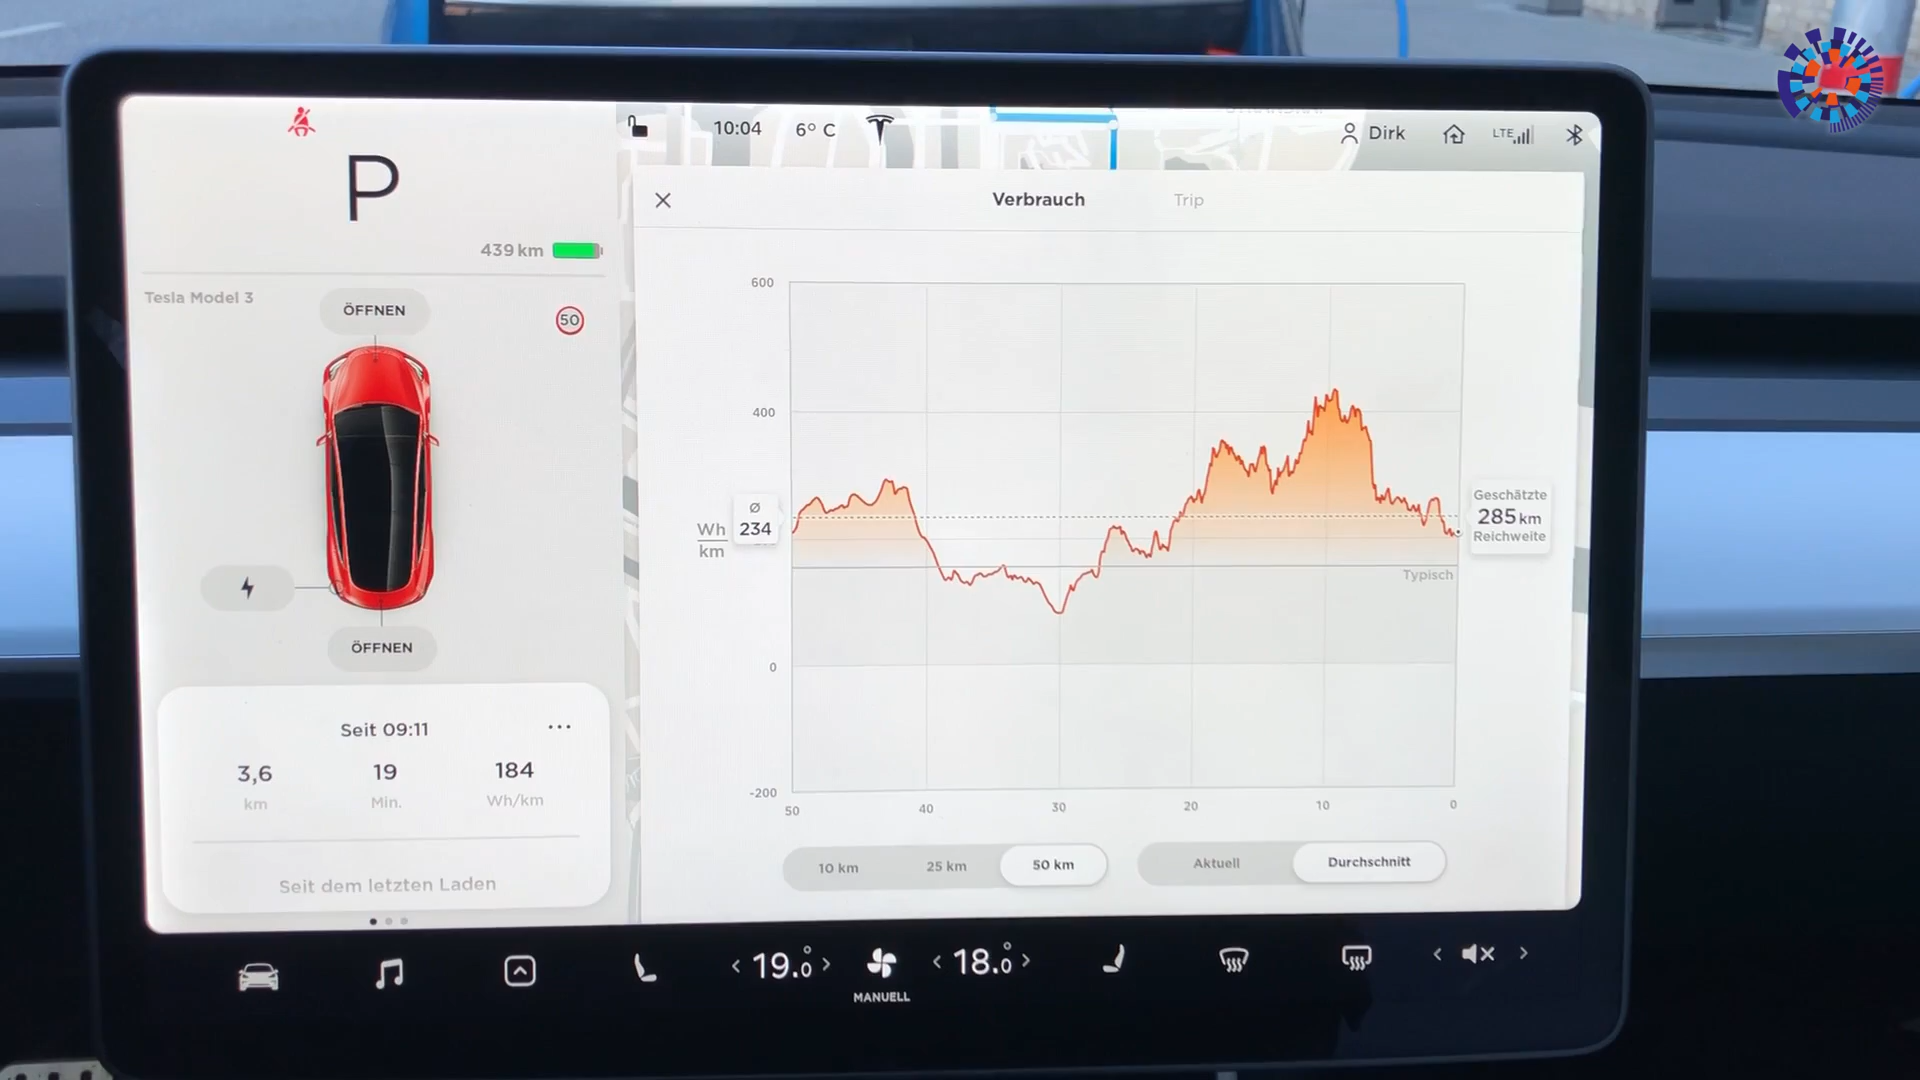 P
439 km
Tesla Model 3
ÖFFNEN
50
ÖFFNEN
Seit 09:11
...
3,6
19
184
km
Min.
Wh/km
Seit dem letzten Laden
10:04
6° C
Dirk
LTE
Verbrauch
Trip
600
400
0
-200
Wh
km
Ø
234
Geschätzte
285 km
Reichweite
Typisch
50
40
30
20
10
0
10 km
25 km
50 km
Aktuell
Durchschnitt
19.0°
MANUELL
18.0°